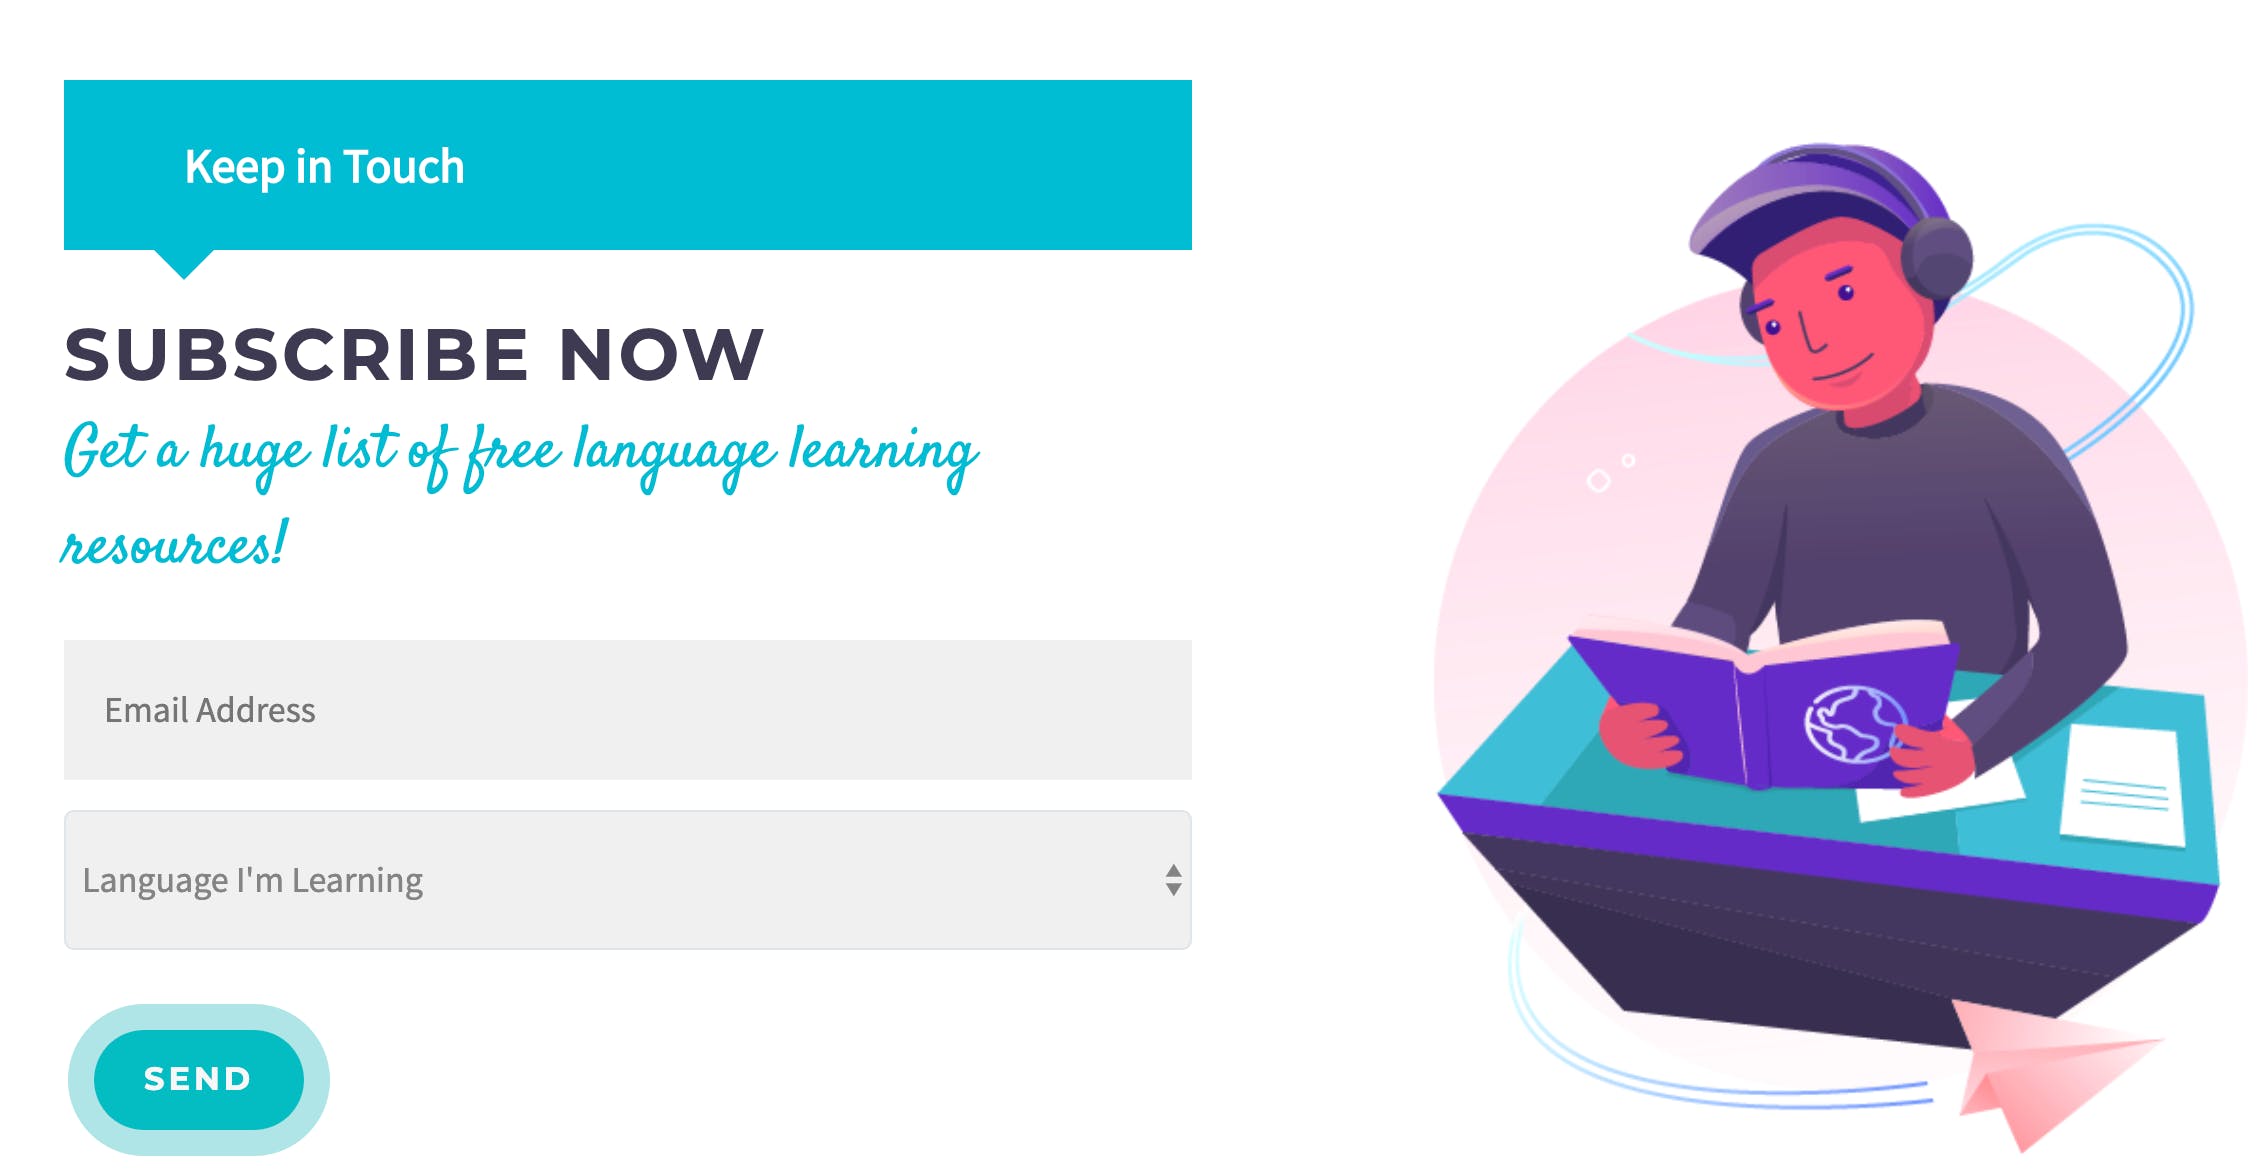 Keep in Touch
SUBSCRIBE NOW
Get a huge list of free language learning
resources!
Email Address
Language I'm Learning
SEND